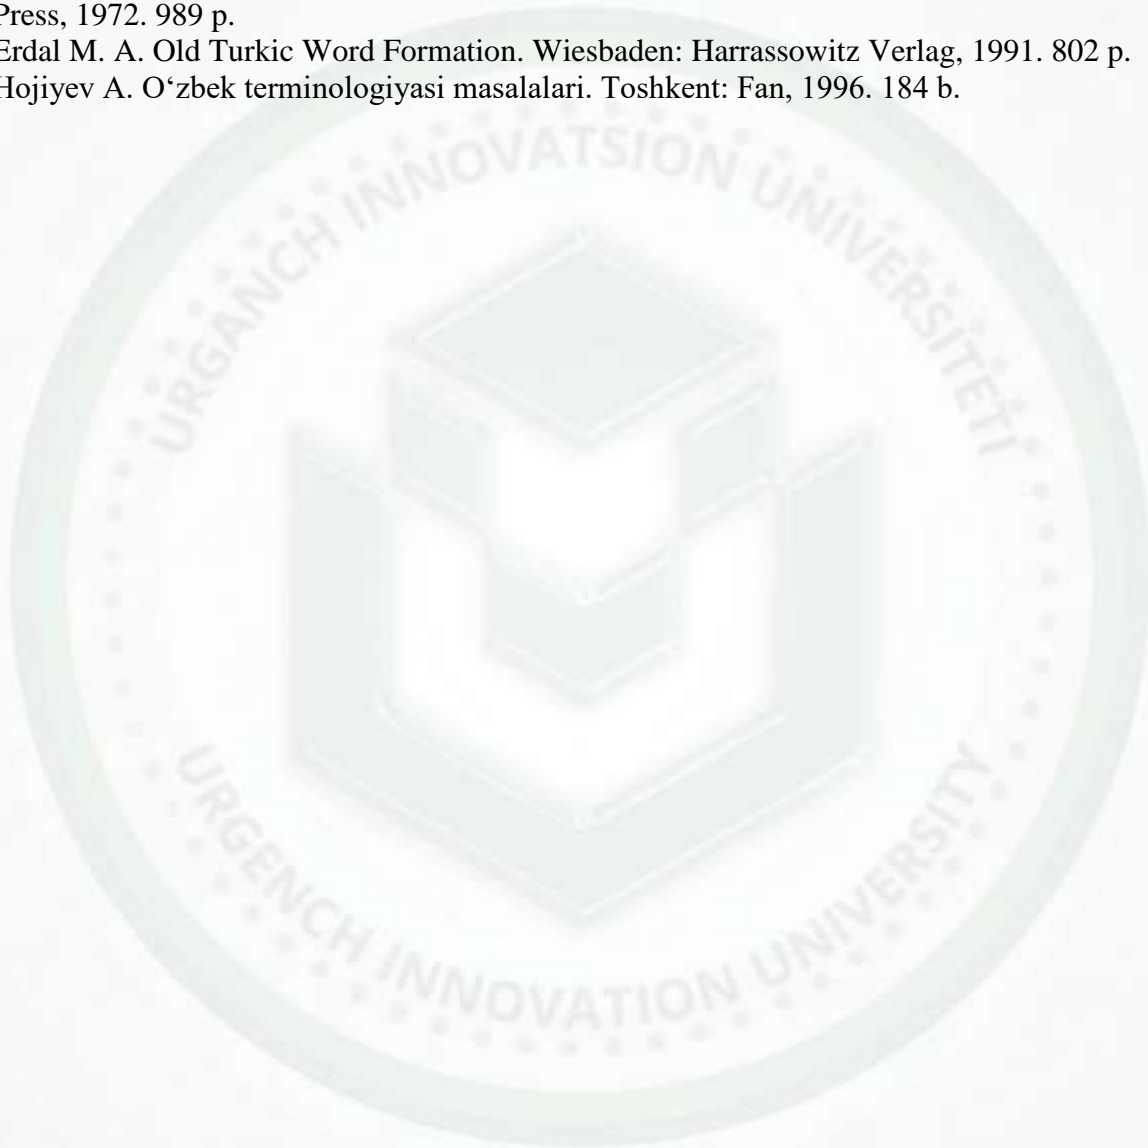 Press, 1972. 989 p.
Erdal M. A. Old Turkic Word Formation. Wiesbaden: Harrassowitz Verlag, 1991. 802 p.
Hojiyev A. O‘zbek terminologiyasi masalalari. Toshkent: Fan, 1996. 184 b.
URGANCH INNOVATSION UNIVERSITETI
URGENCH INNOVATION UNIVERSITY